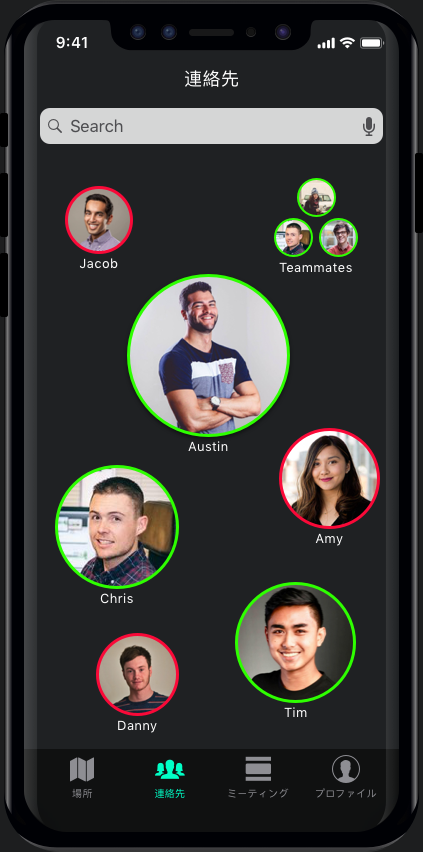 9:41
連絡先
Search
Jacob
Teammates
Austin
Amy
Chris
Tim
Danny
場所
連絡先
ミーティング
プロファイル